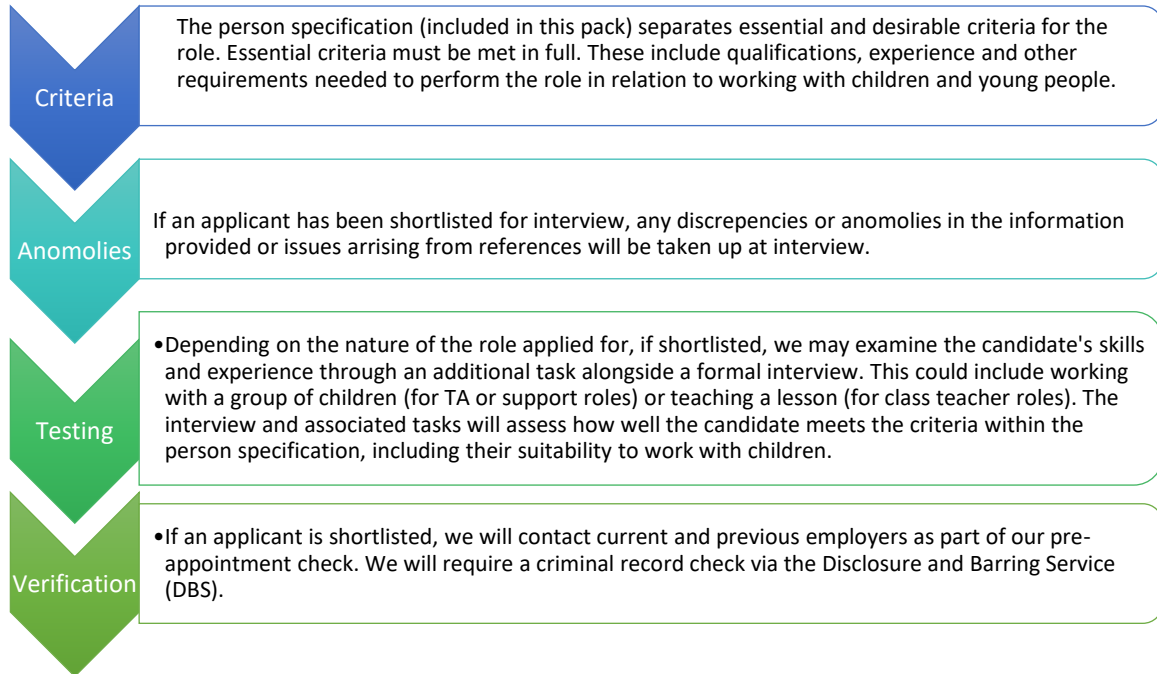 Criteria
The person specification (included in this pack) separates essential and desirable criteria for the
role. Essential criteria must be met in full. These include qualifications, experience and other
requirements needed to perform the role in relation to working with children and young people.
Anomolies
If an applicant has been shortlisted for interview, any discrepencies or anomolies in the information
provided or issues arrising from references will be taken up at interview.
Testing
•Depending on the nature of the role applied for, if shortlisted, we may examine the candidate's skills
and experience through an additional task alongside a formal interview. This could include working
with a group of children (for TA or support roles) or teaching a lesson (for class teacher roles). The
interview and associated tasks will assess how well the candidate meets the criteria within the
person specification, including their suitability to work with children.
Verification
•If an applicant is shortlisted, we will contact current and previous employers as part of our pre-
appointment check. We will require a criminal record check via the Disclosure and Barring Service
(DBS).